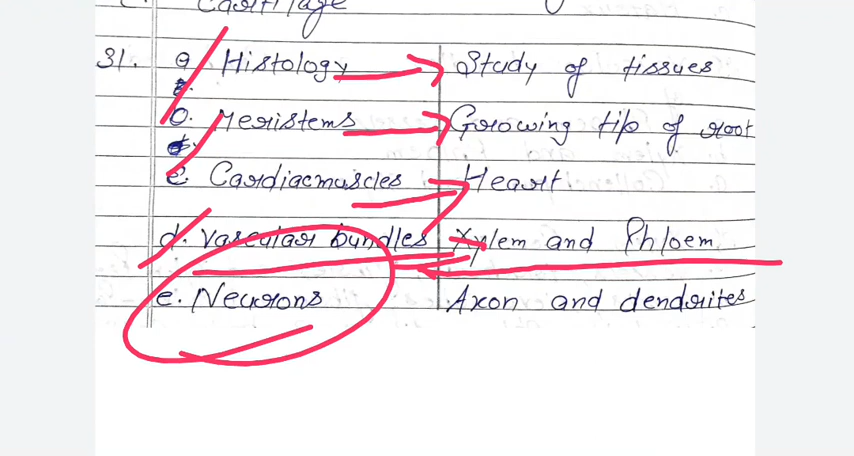 Cartilage
31. a Histology Study of tissues
b. Meristems Growing tip of root
c. Cardiacmuscles Heart
d. Vascular bundles Xylem and Phloem
e. Neurons Axon and dendrites